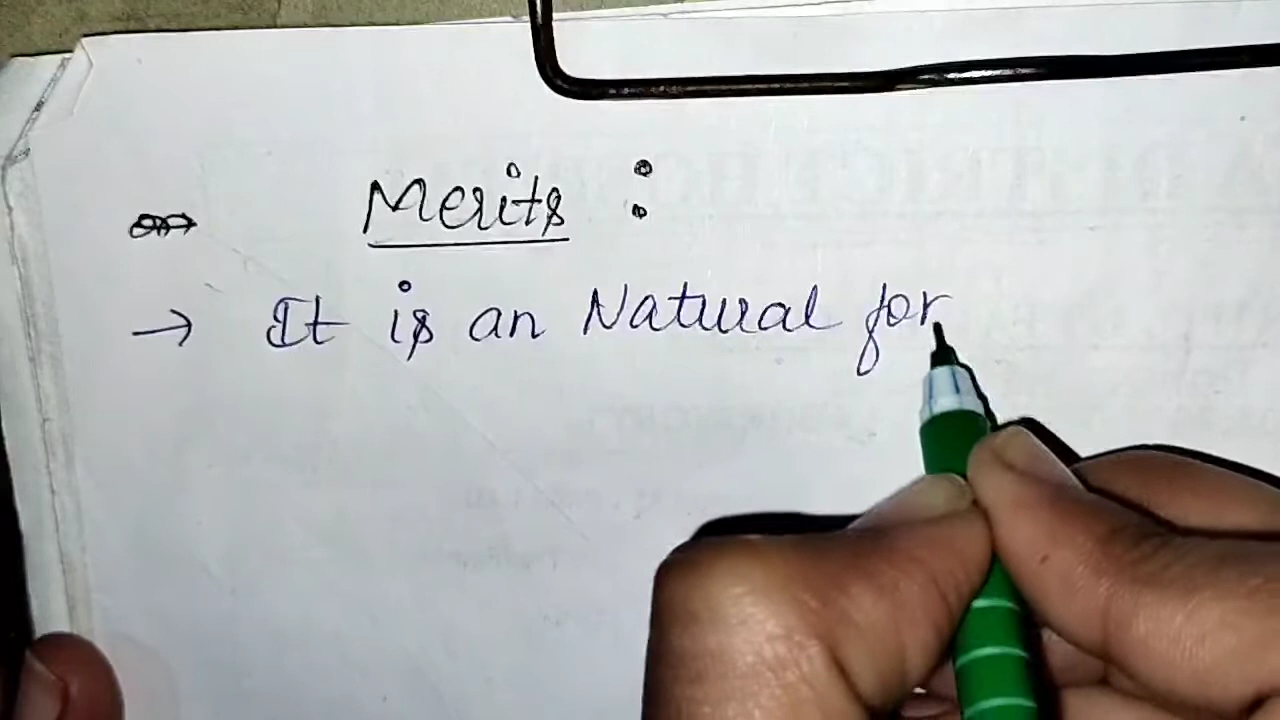 Merits :
→ It is an Natural for